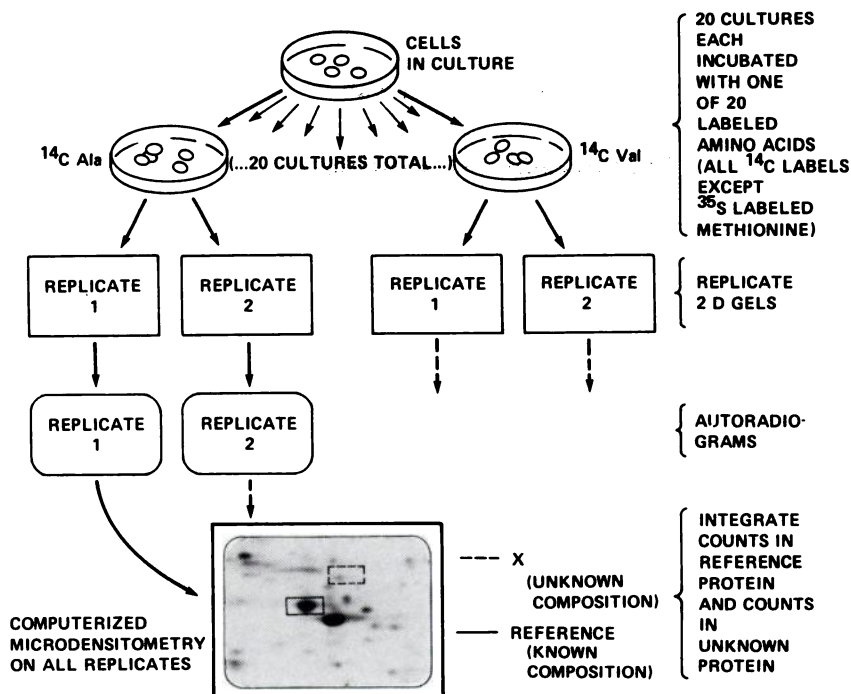 CELLS
IN CULTURE
20 CULTURES
EACH
INCUBATED
WITH ONE
OF 20
LABELED
AMINO ACIDS
(ALL 14C LABELS
EXCEPT
35S LABELED
METHIONINE)
14C Ala
(...20 CULTURES TOTAL...)
14C Val
REPLICATE
1
REPLICATE
2
REPLICATE
1
REPLICATE
2
REPLICATE
2 D GELS
REPLICATE
1
REPLICATE
2
AUTORADIO-
GRAMS
COMPUTERIZED
MICRODENSITOMETRY
ON ALL REPLICATES
X
(UNKNOWN
COMPOSITION)
REFERENCE
(KNOWN
COMPOSITION)
INTEGRATE
COUNTS IN
REFERENCE
PROTEIN
AND COUNTS
IN
UNKNOWN
PROTEIN